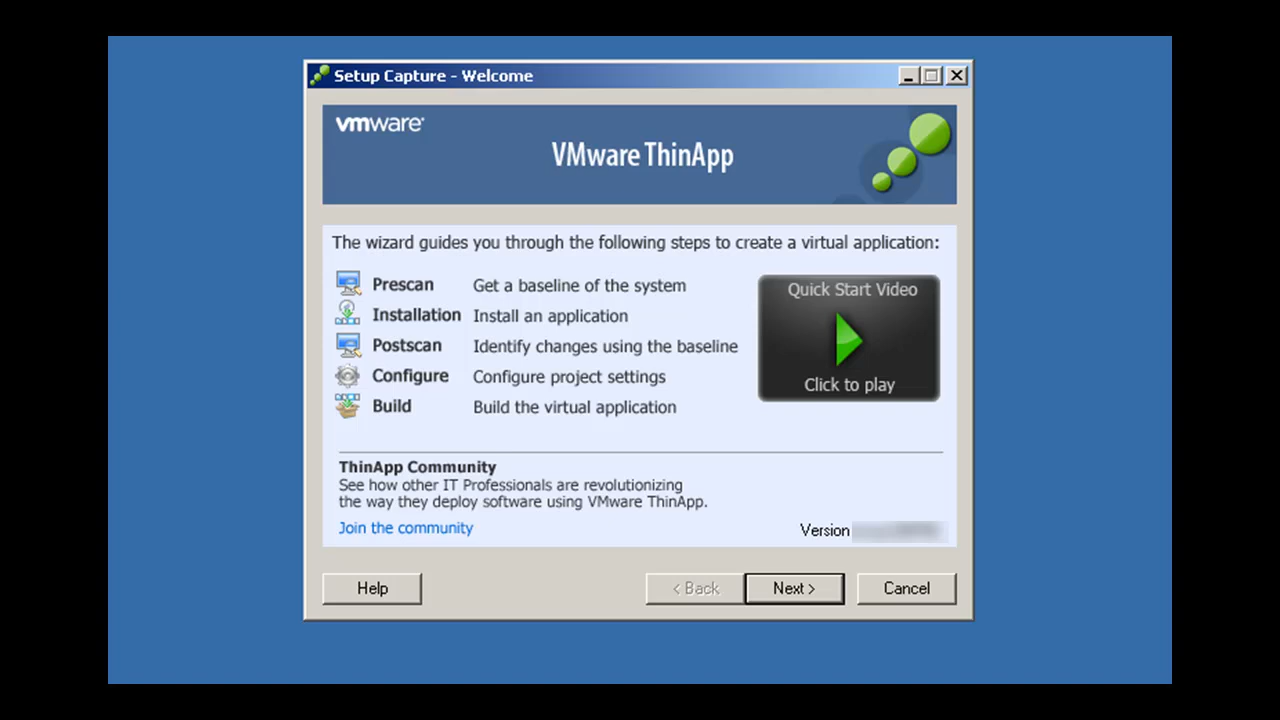 Setup Capture - Welcome
vmware
VMware ThinApp
The wizard guides you through the following steps to create a virtual application:
Prescan Get a baseline of the system
Installation Install an application
Postscan Identify changes using the baseline
Configure Configure project settings
Build Build the virtual application
Quick Start Video
Click to play
ThinApp Community
See how other IT Professionals are revolutionizing
the way they deploy software using VMware ThinApp.
Join the community
Version
Help
< Back
Next >
Cancel